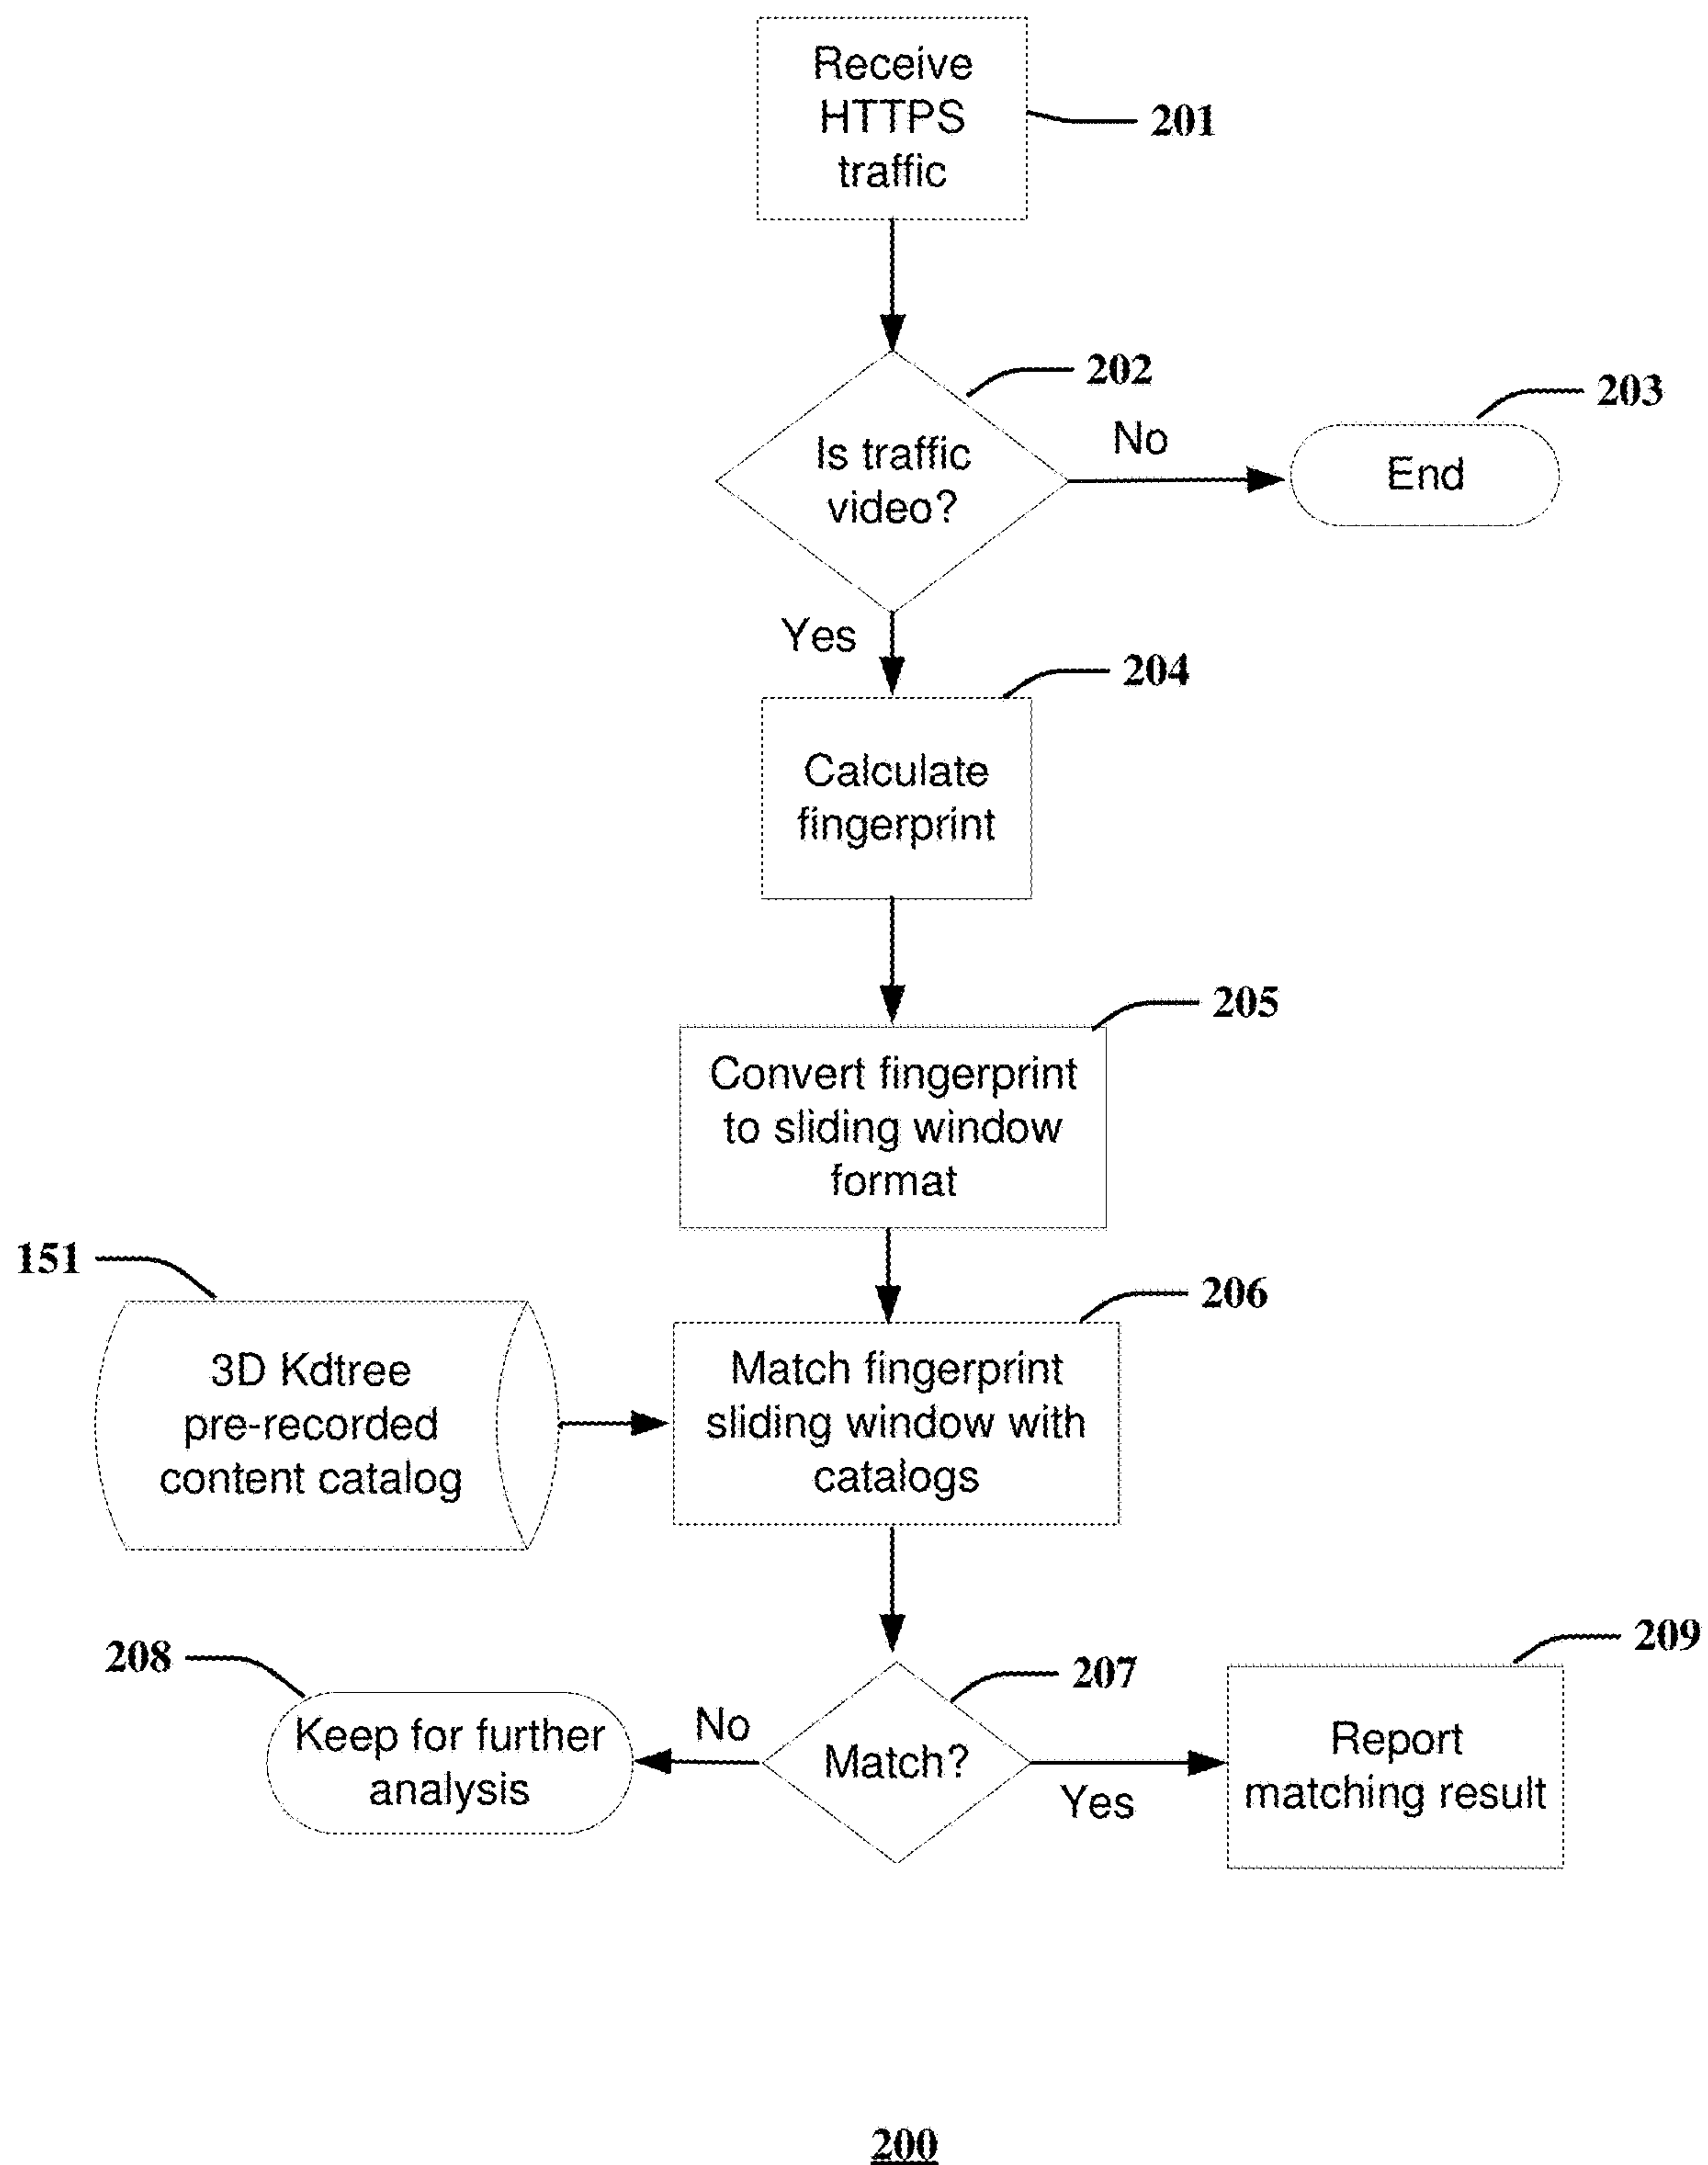 Receive
HTTPS
traffic
201
202
Is traffic
video?
No
203
End
Yes
204
Calculate
fingerprint
205
Convert fingerprint
to sliding window
format
151
3D Kdtree
pre-recorded
content catalog
206
Match fingerprint
sliding window with
catalogs
208
Keep for further
analysis
No
207
Match?
Yes
209
Report
matching result
200